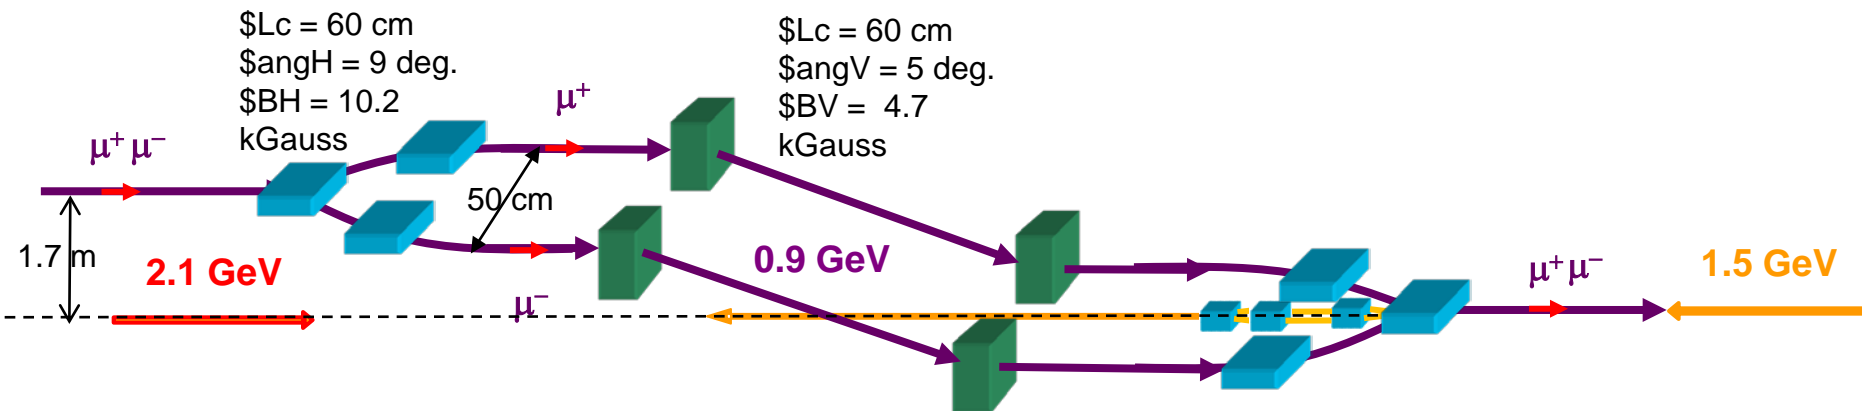 $Lc = 60 cm
$angH = 9 deg.
$BH = 10.2
kGauss
$Lc = 60 cm
$angV = 5 deg.
$BV =  4.7
kGauss
μ⁺ μ⁻
μ⁺
50 cm
1.7 m
2.1 GeV
0.9 GeV
μ⁻
μ⁺ μ⁻
1.5 GeV